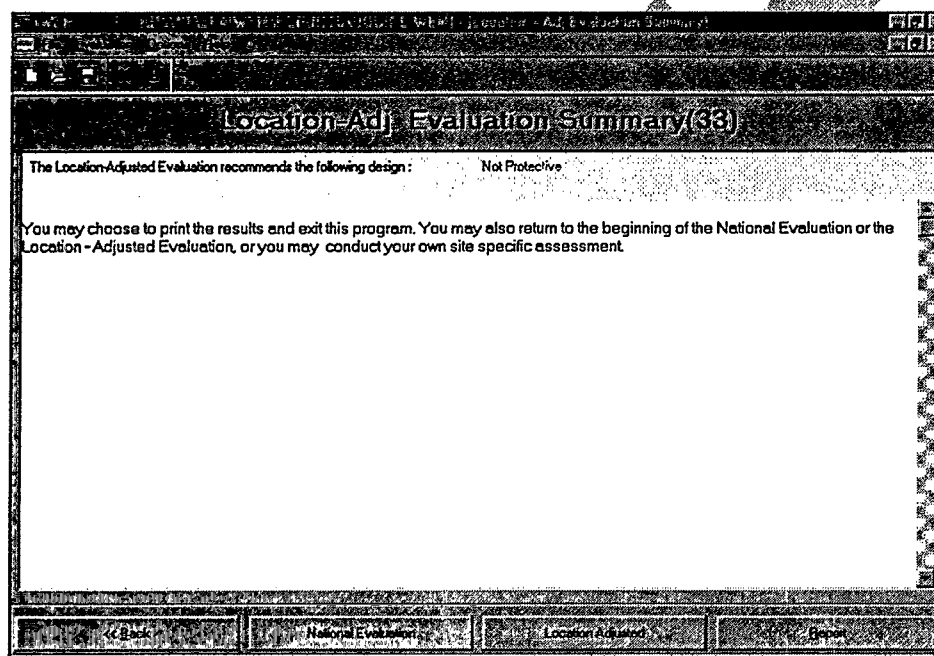 Location-Adj. Evaluation Summary(33)
The Location-Adjusted Evaluation recommends the following design : Not Protective
You may choose to print the results and exit this program. You may also return to the beginning of the National Evaluation or the
Location - Adjusted Evaluation, or you may conduct your own site specific assessment.
<< Back National Evaluation Location Adjusted Report